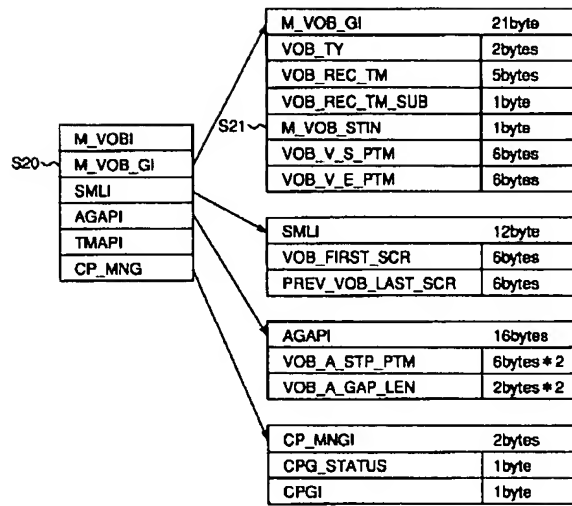 M_VOBI
S20 M_VOB_GI
SMLI
AGAPI
TMAPI
CP_MNG
M_VOB_GI 21byte
VOB_TY 2bytes
VOB_REC_TM 5bytes
VOB_REC_TM_SUB 1byte
S21 M_VOB_STIN 1byte
VOB_V_S_PTM 6bytes
VOB_V_E_PTM 6bytes
SMLI 12byte
VOB_FIRST_SCR 6bytes
PREV_VOB_LAST_SCR 6bytes
AGAPI 16bytes
VOB_A_STP_PTM 6bytes*2
VOB_A_GAP_LEN 2bytes*2
CP_MNGI 2bytes
CPG_STATUS 1byte
CPGI 1byte